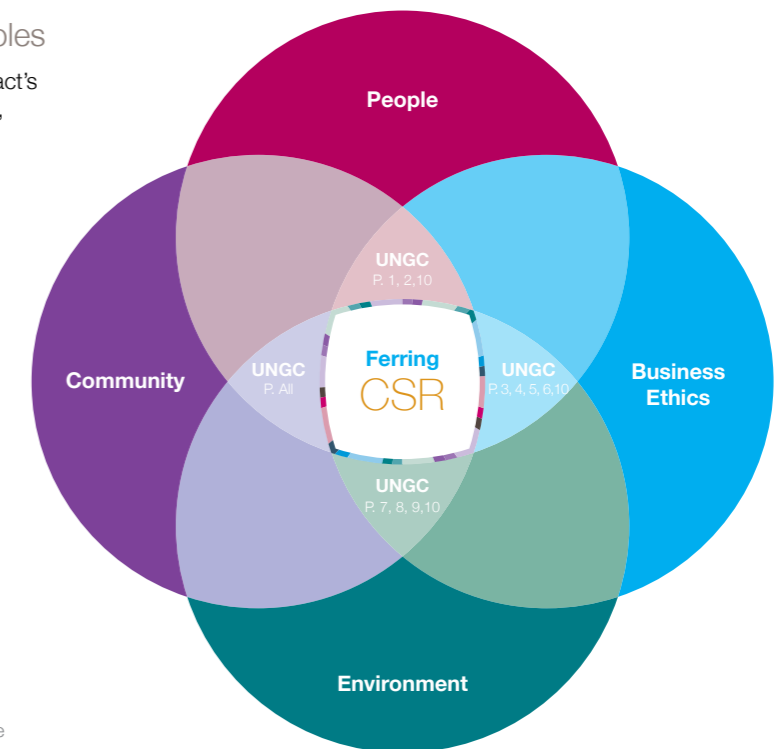 People
UNGC
P. 1, 2,10
Community
UNGC
P. All
Ferring
CSR
UNGC
P. 3, 4, 5, 6,10
Business
Ethics
UNGC
P. 7, 8, 9,10
Environment